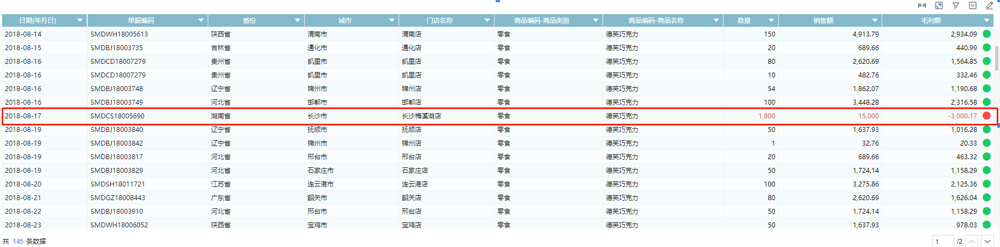 日期(年月日) 单据编码 省份 城市 门店名称 商品编码-商品类别 商品编码-商品名称 数量 销售额 毛利额
2018-08-14 SMDWH18005613 陕西省 渭南市 渭南店 零食 德芙巧克力 150 4,913.79 2,934.09
2018-08-15 SMDBJ18003735 吉林省 通化市 通化店 零食 德芙巧克力 20 689.66 440.99
2018-08-16 SMDCD18007279 贵州省 凯里市 凯里店 零食 德芙巧克力 80 2,620.69 1,564.85
2018-08-16 SMDCD18007279 贵州省 凯里市 凯里店 零食 德芙巧克力 10 482.76 332.46
2018-08-16 SMDBJ18003748 辽宁省 锦州市 锦州店 零食 德芙巧克力 54 1,862.07 1,190.68
2018-08-16 SMDBJ18003749 河北省 邯郸市 邯郸店 零食 德芙巧克力 100 3,448.28 2,316.58
2018-08-17 SMDCS18005690 湖南省 长沙市 长沙梅溪湖店 零食 德芙巧克力 1,800 15,000 -3,000.17
2018-08-19 SMDBJ18003840 辽宁省 抚顺市 抚顺店 零食 德芙巧克力 50 1,637.93 1,016.28
2018-08-19 SMDBJ18003842 辽宁省 锦州市 锦州店 零食 德芙巧克力 1 32.76 20.33
2018-08-19 SMDBJ18003817 河北省 邢台市 邢台店 零食 德芙巧克力 20 689.66 463.32
2018-08-19 SMDBJ18003829 河北省 石家庄市 石家庄店 零食 德芙巧克力 50 1,724.14 1,158.29
2018-08-20 SMDSH18011721 江苏省 连云港市 连云港店 零食 德芙巧克力 100 3,275.86 2,125.36
2018-08-21 SMDGZ18008443 广东省 韶关市 韶关店 零食 德芙巧克力 80 2,620.69 1,626.04
2018-08-22 SMDBJ18003910 河北省 邢台市 邢台店 零食 德芙巧克力 50 1,724.14 1,158.29
2018-08-23 SMDWH18006052 陕西省 宝鸡市 宝鸡店 零食 德芙巧克力 50 1,637.93 978.03
共 145 条数据 1 /2